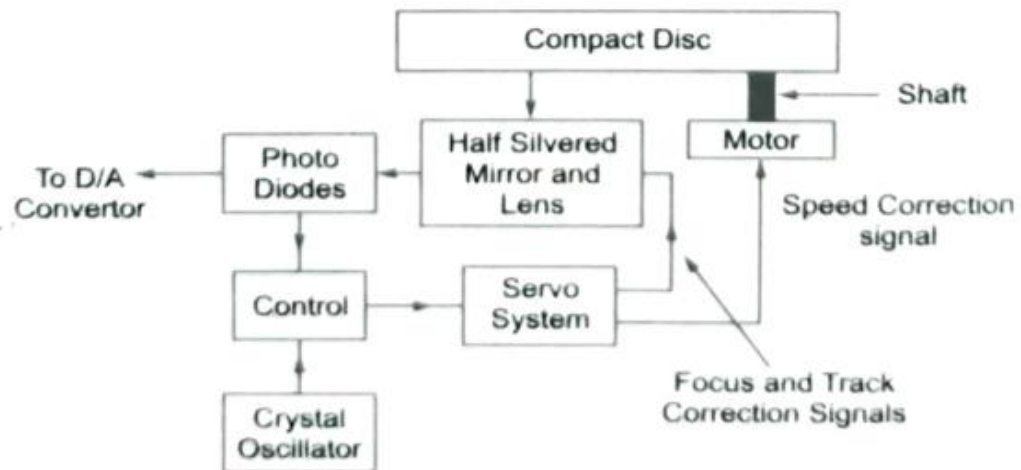 Compact Disc
Shaft
Motor
Half Silvered
Mirror and
Lens
Photo
Diodes
To D/A
Convertor
Speed Correction
signal
Control
Servo
System
Focus and Track
Correction Signals
Crystal
Oscillator